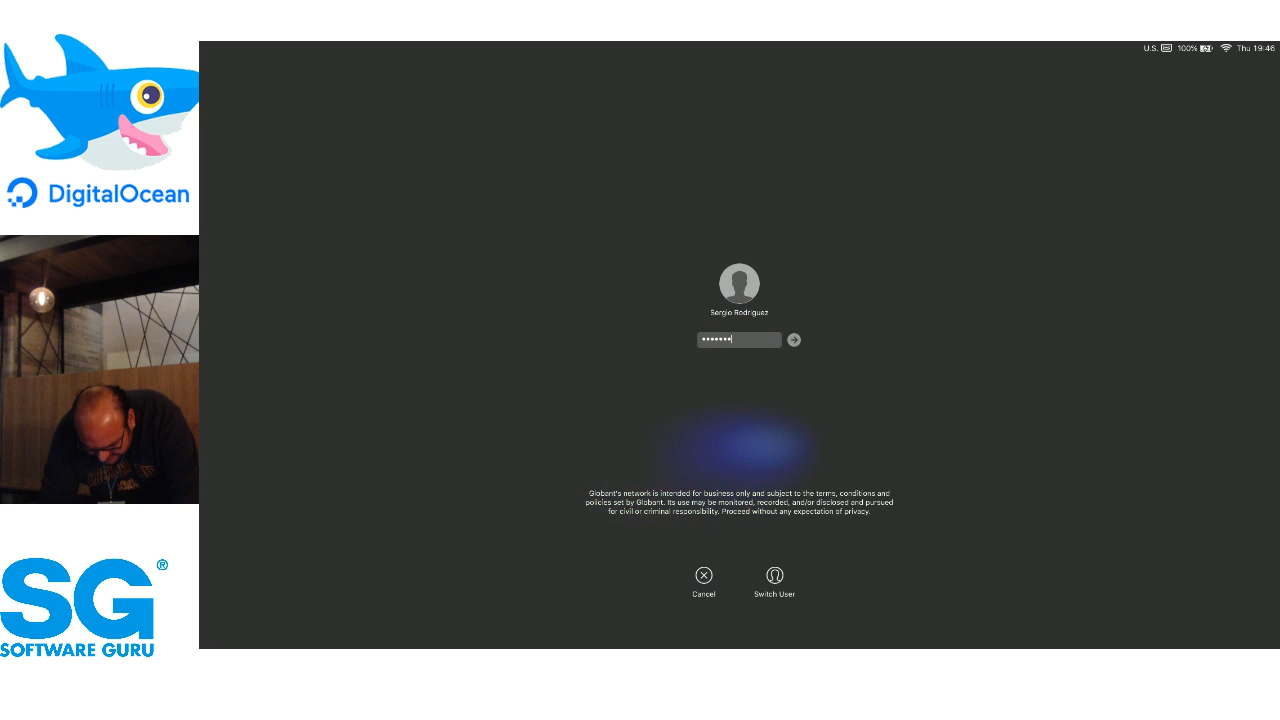 DigitalOcean
SG®
SOFTWARE GURU
U.S. 100% Thu 19:46
Sergio Rodriguez
Globant's network is intended for business only and subject to the terms, conditions and
policies set by Globant. Its use may be monitored, recorded, and/or disclosed and pursued
for civil or criminal responsibility. Proceed without any expectation of privacy.
Cancel
Switch User